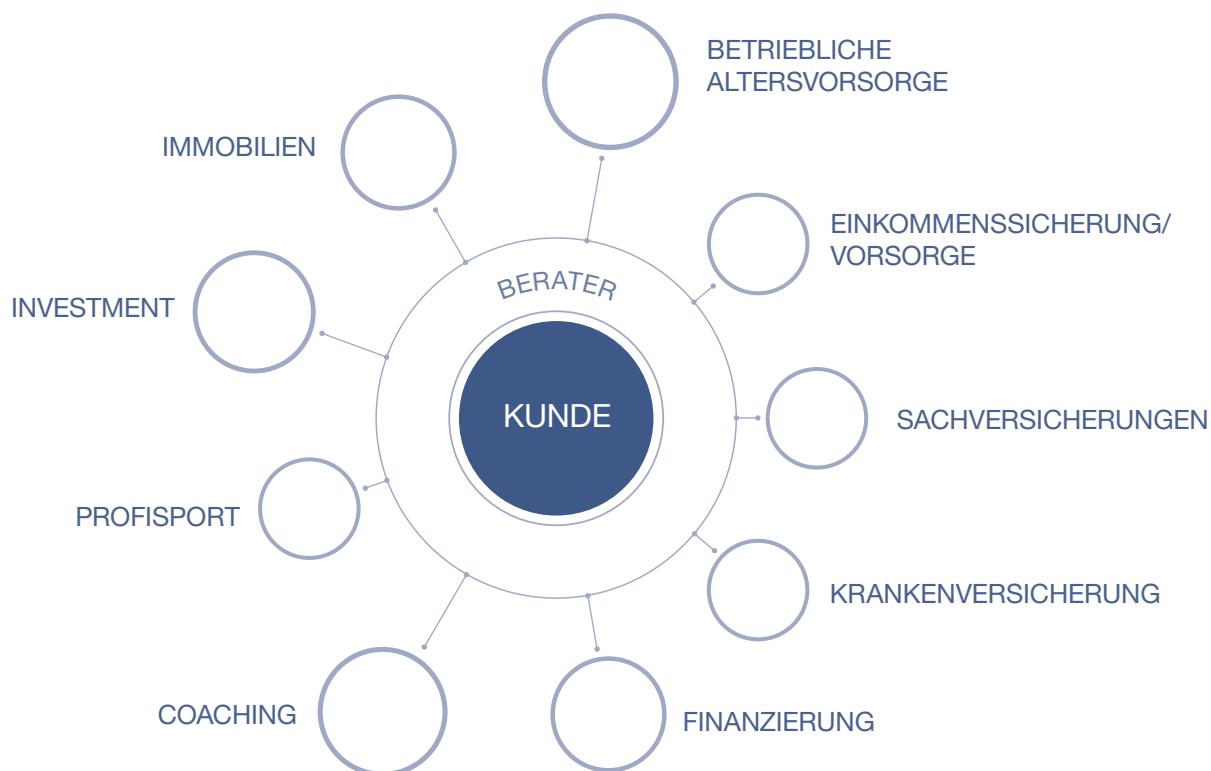 BETRIEBLICHE
ALTERSVORSORGE
IMMOBILIEN
EINKOMMENSSICHERUNG/
VORSORGE
BERATER
INVESTMENT
KUNDE
SACHVERSICHERUNGEN
PROFISPORT
KRANKENVERSICHERUNG
COACHING
FINANZIERUNG